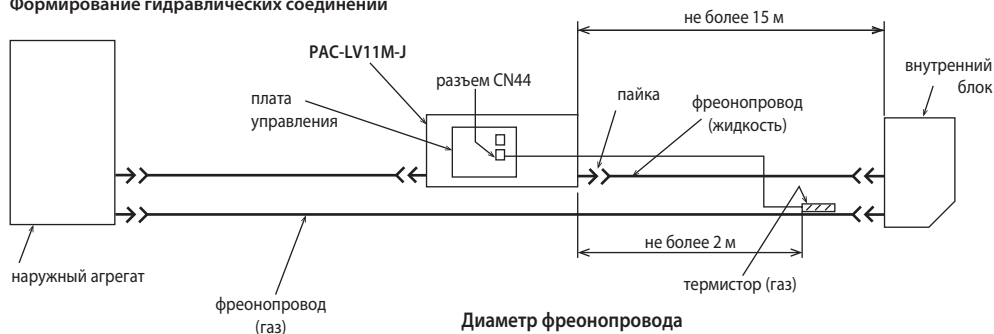 Формирование гидравлических соединений
не более 15 м
PAC-LV11M-J
разъем CN44
внутренний
блок
плата
управления
пайка
фреонопровод
(жидкость)
не более 2 м
наружный агрегат
термистор (газ)
фреонопровод
(газ)
Диаметр фреонопровода